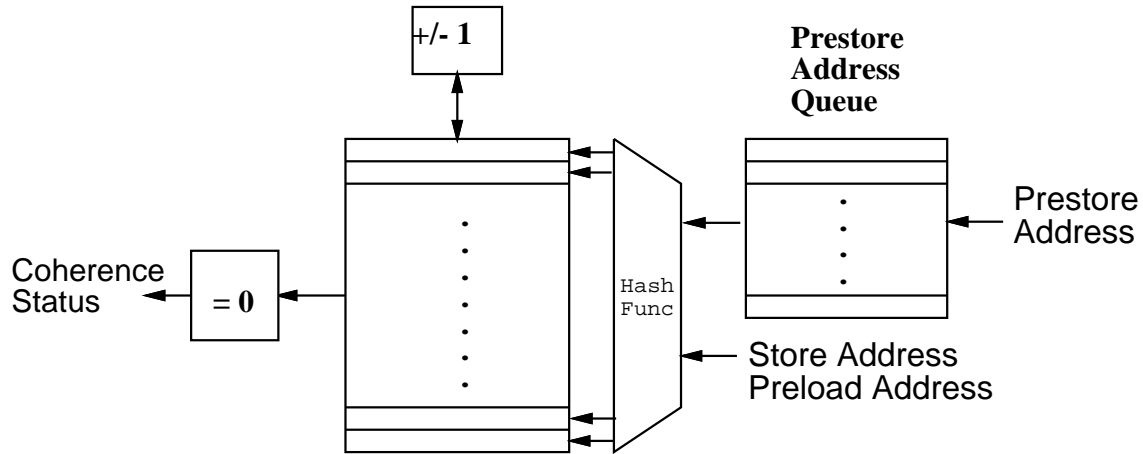 +/- 1
Prestore
Address
Queue
Prestore
Address
Coherence
Status
= 0
Hash
Func
Store Address
Preload Address